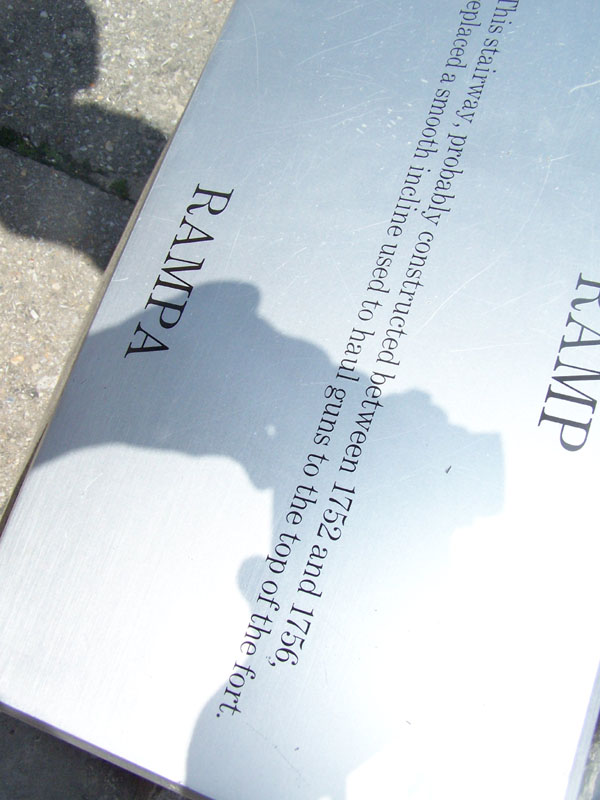 RAMP
This stairway, probably constructed between 1752 and 1756,
replaced a smooth incline used to haul guns to the top of the fort.
RAMPA